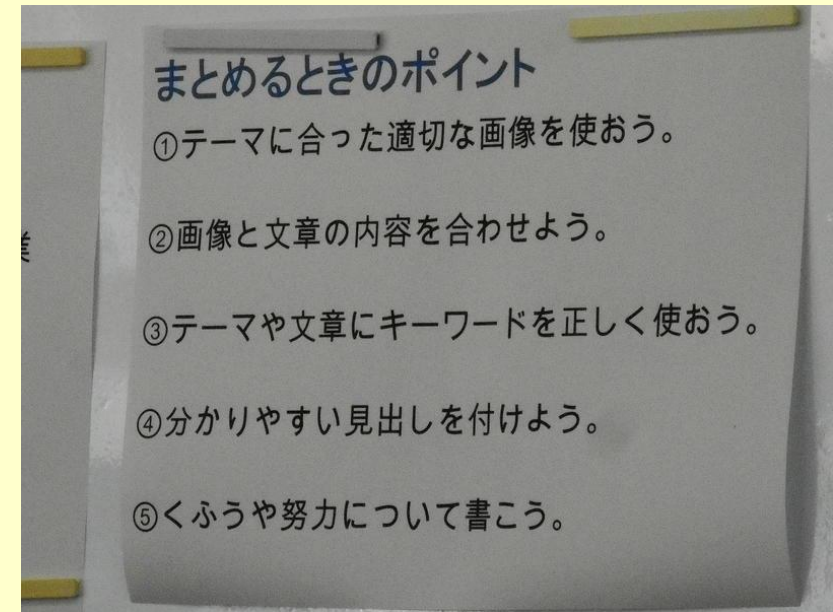 まとめるときのポイント
①テーマに合った適切な画像を使おう。
②画像と文章の内容を合わせよう。
業
③テーマや文章にキーワードを正しく使おう。
④分かりやすい見出しを付けよう。
⑤くふうや努力について書こう。